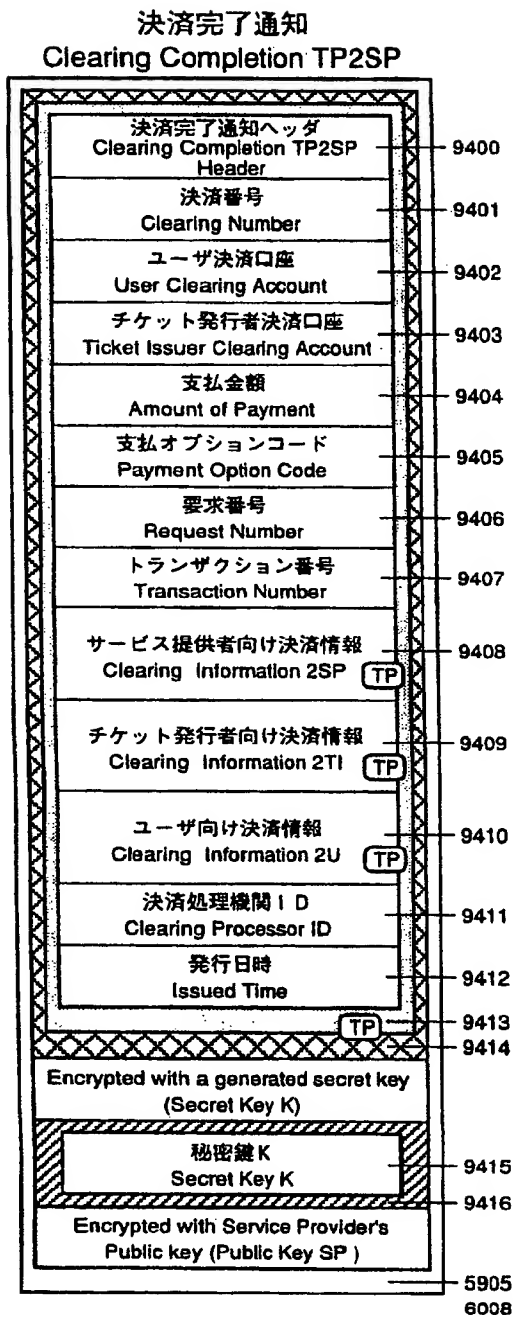 決済完了通知
Clearing Completion TP2SP
決済完了通知ヘッダ
Clearing Completion TP2SP
Header
9400
決済番号
Clearing Number
9401
ユーザ決済口座
User Clearing Account
9402
チケット発行者決済口座
Ticket Issuer Clearing Account
9403
支払金額
Amount of Payment
9404
支払オプションコード
Payment Option Code
9405
要求番号
Request Number
9406
トランザクション番号
Transaction Number
9407
サービス提供者向け決済情報
Clearing Information 2SP
TP
9408
チケット発行者向け決済情報
Clearing Information 2TI
TP
9409
ユーザ向け決済情報
Clearing Information 2U
TP
9410
決済処理機関ID
Clearing Processor ID
9411
発行日時
Issued Time
9412
TP
9413
9414
Encrypted with a generated secret key
(Secret Key K)
秘密鍵K
Secret Key K
9415
9416
Encrypted with Service Provider's
Public key (Public Key SP )
5905
6008